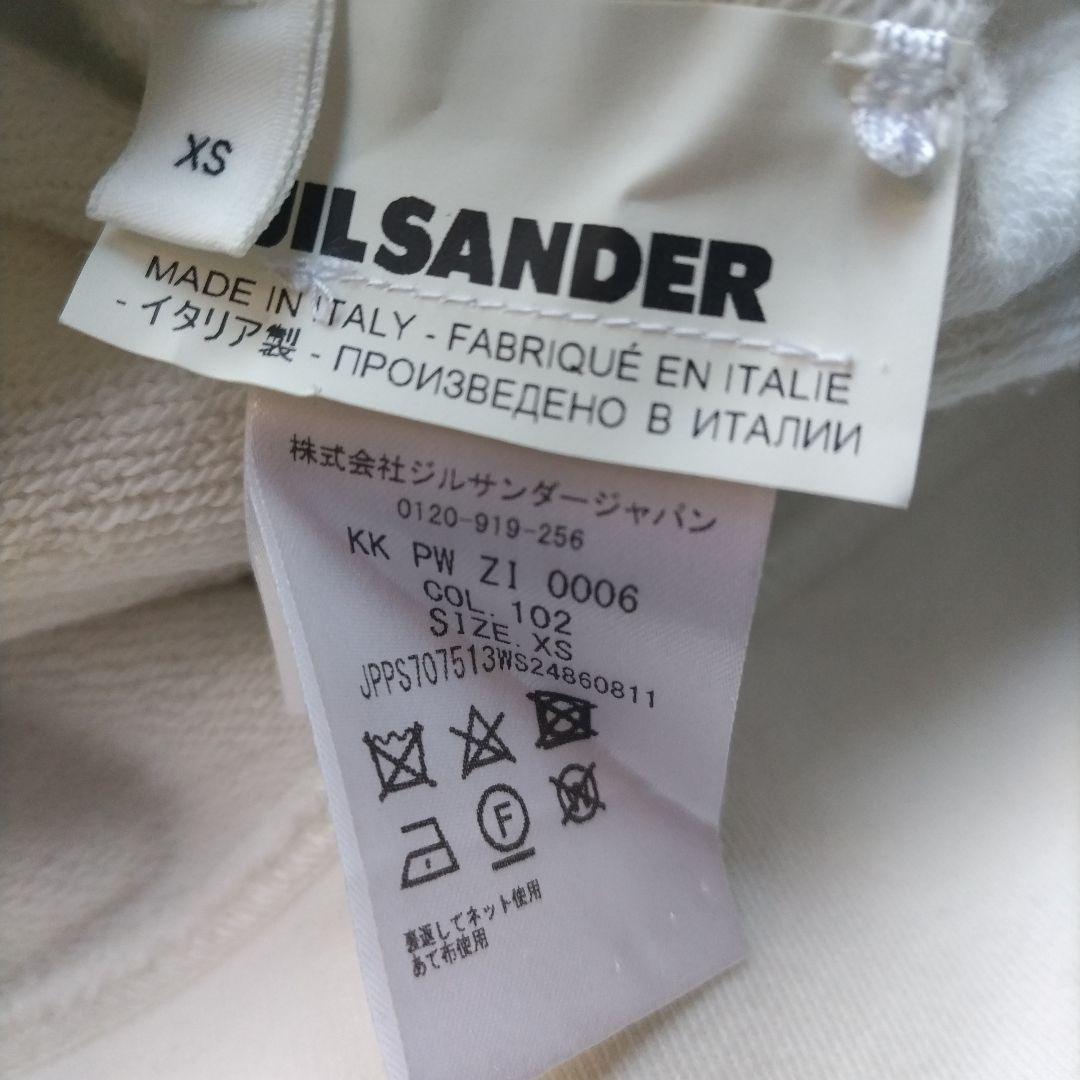 XS
JIL SANDER
MADE IN ITALY - FABRIQUÉ EN ITALIE
- イタリア製 - ПРОИЗВЕДЕНО В ИТАЛИИ
株式会社ジルサンダージャパン
0120-919-256
KK PW ZI 0006
COL. 102
SIZE. XS
JPPS707513WS24860811
F
W
裏返してネット使用
あて布使用